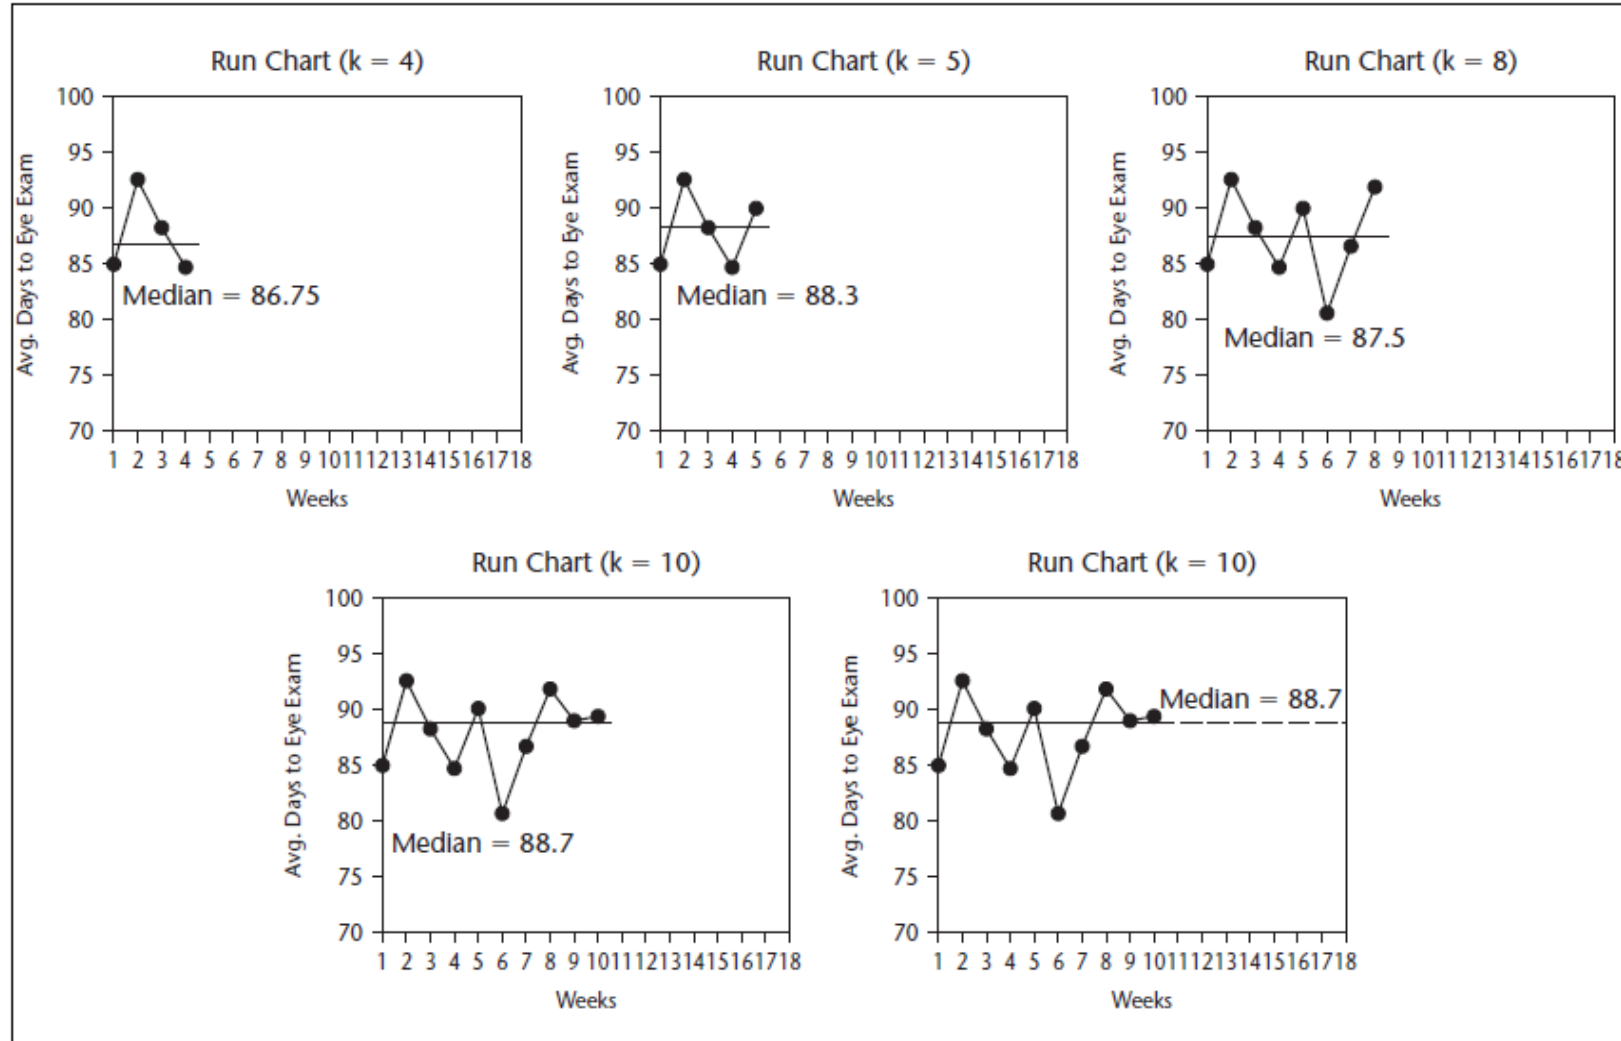 Run Chart (k = 4)
Avg. Days to Eye Exam
100
95
90
85
80
75
70
Median = 86.75
1 2 3 4 5 6 7 8 9 10 11 12 13 14 15 16 17 18
Weeks
Run Chart (k = 5)
Avg. Days to Eye Exam
100
95
90
85
80
75
70
Median = 88.3
1 2 3 4 5 6 7 8 9 10 11 12 13 14 15 16 17 18
Weeks
Run Chart (k = 8)
Avg. Days to Eye Exam
100
95
90
85
80
75
70
Median = 87.5
1 2 3 4 5 6 7 8 9 10 11 12 13 14 15 16 17 18
Weeks
Run Chart (k = 10)
Avg. Days to Eye Exam
100
95
90
85
80
75
70
Median = 88.7
1 2 3 4 5 6 7 8 9 10 11 12 13 14 15 16 17 18
Weeks
Run Chart (k = 10)
Avg. Days to Eye Exam
100
95
90
85
80
75
70
Median = 88.7
1 2 3 4 5 6 7 8 9 10 11 12 13 14 15 16 17 18
Weeks